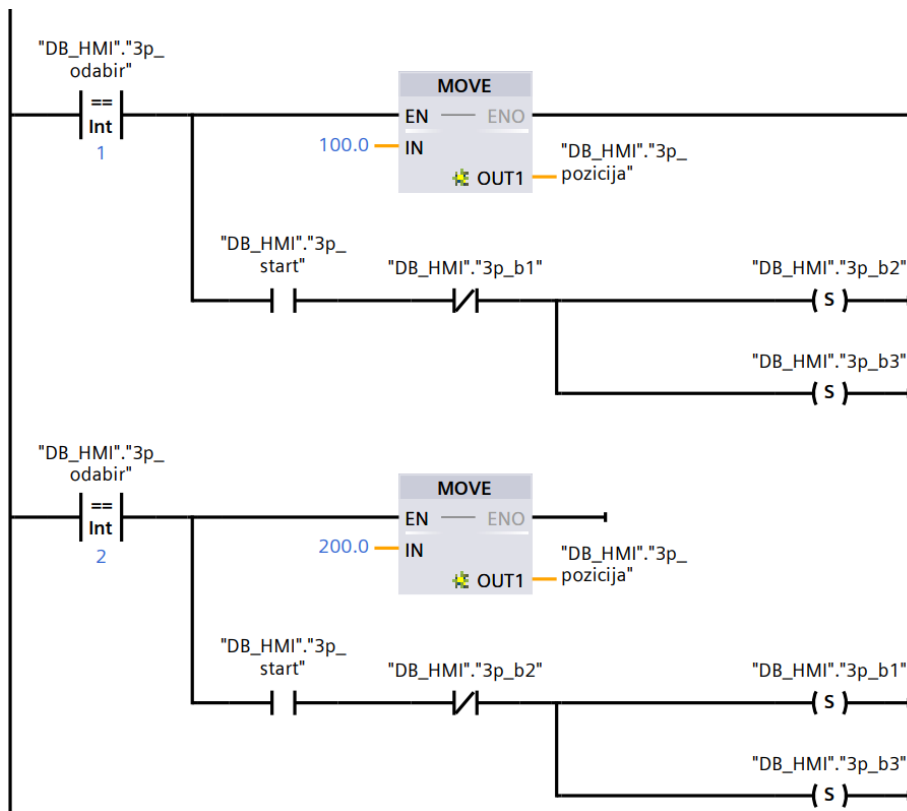 "DB_HMI"."3p_
odabir"
==
Int
1
MOVE
EN
ENO
100.0
IN
OUT1
"DB_HMI"."3p_
pozicija"
"DB_HMI"."3p_
start"
"DB_HMI"."3p_b1"
"DB_HMI"."3p_b2"
S
"DB_HMI"."3p_b3"
S
"DB_HMI"."3p_
odabir"
==
Int
2
MOVE
EN
ENO
200.0
IN
OUT1
"DB_HMI"."3p_
pozicija"
"DB_HMI"."3p_
start"
"DB_HMI"."3p_b2"
"DB_HMI"."3p_b1"
S
"DB_HMI"."3p_b3"
S